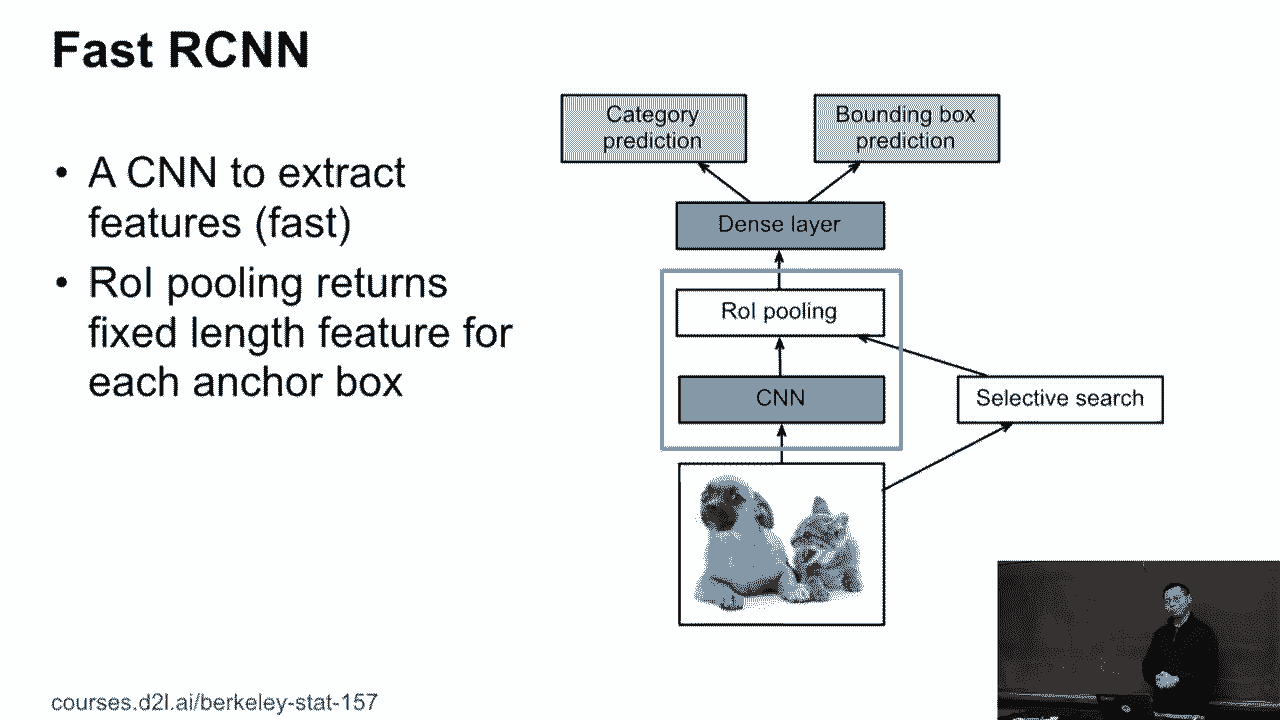 Fast RCNN
• A CNN to extract
features (fast)
• RoI pooling returns
fixed length feature for
each anchor box
Category
prediction
Bounding box
prediction
Dense layer
RoI pooling
CNN
Selective search
courses.d2l.ai/berkeley-stat-157